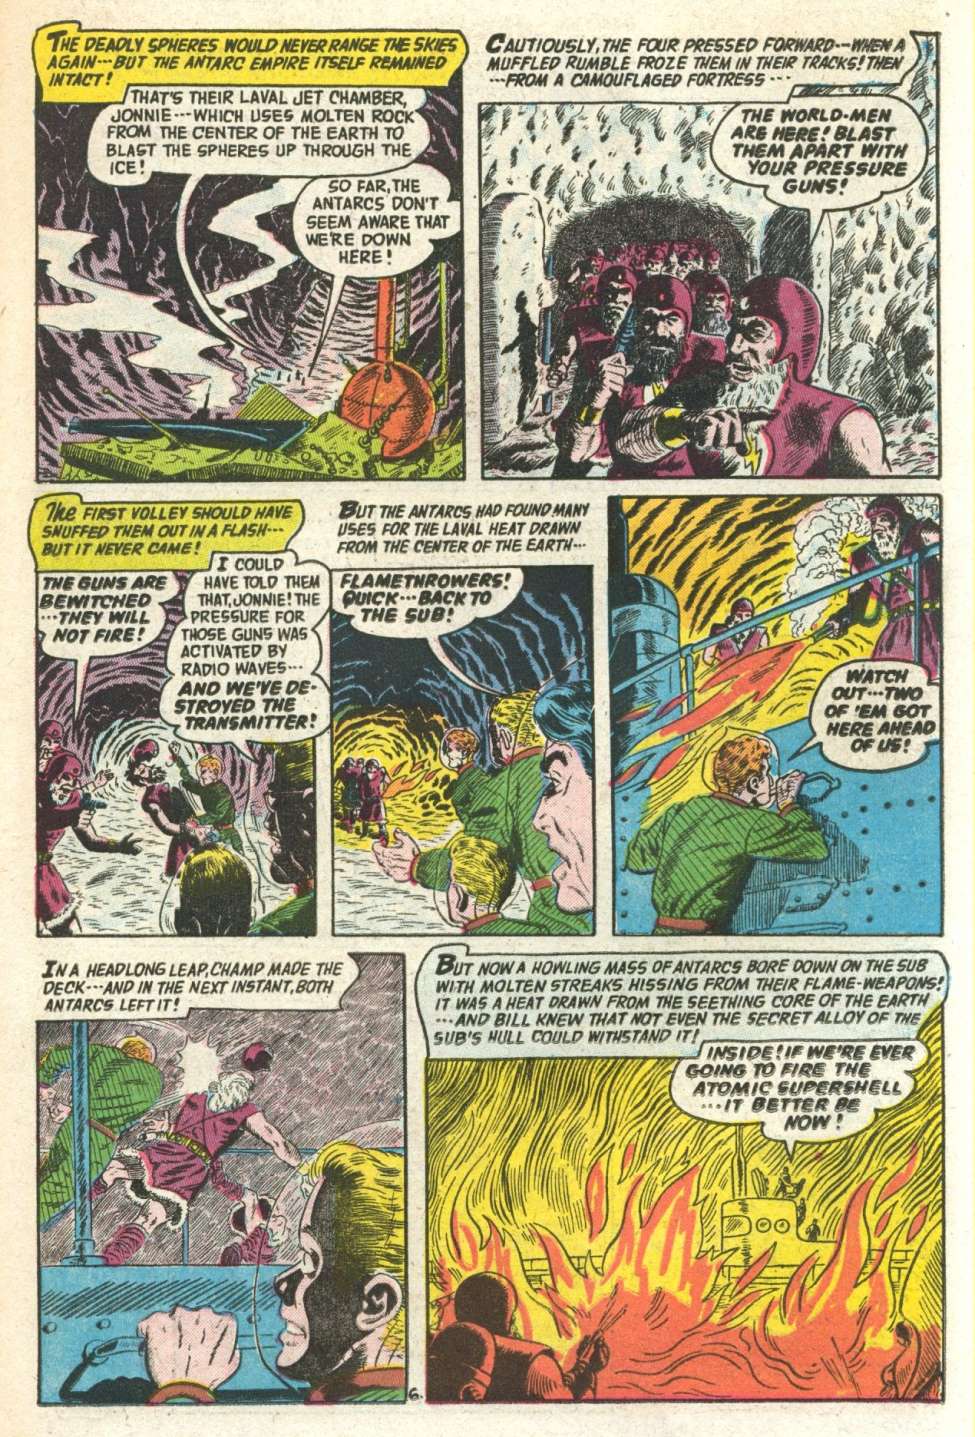 THE DEADLY SPHERES WOULD NEVER RANGE THE SKIES
AGAIN---BUT THE ANTARC EMPIRE ITSELF REMAINED
INTACT!
THAT'S THEIR LAVAL JET CHAMBER,
JONNIE---WHICH USES MOLTEN ROCK
FROM THE CENTER OF THE EARTH TO
BLAST THE SPHERES UP THROUGH THE
ICE!
SO FAR, THE
ANTARCS DON'T
SEEM AWARE THAT
WE'RE DOWN
HERE!
CAUTIOUSLY, THE FOUR PRESSED FORWARD---WHEN A
MUFFLED RUMBLE FROZE THEM IN THEIR TRACKS! THEN
---FROM A CAMOUFLAGED FORTRESS---
THE WORLD-MEN
ARE HERE! BLAST
THEM APART WITH
YOUR PRESSURE
GUNS!
THE FIRST VOLLEY SHOULD HAVE
SNUFFED THEM OUT IN A FLASH---
BUT IT NEVER CAME!
THE GUNS ARE
BEWITCHED
---THEY WILL
NOT FIRE!
I COULD
HAVE TOLD THEM
THAT, JONNIE! THE
PRESSURE FOR
THOSE GUNS WAS
ACTIVATED BY
RADIO WAVES---
AND WE'VE DE-
STROYED THE
TRANSMITTER!
BUT THE ANTARCS HAD FOUND MANY
USES FOR THE LAVAL HEAT DRAWN
FROM THE CENTER OF THE EARTH---
FLAMETHROWERS!
QUICK---BACK TO
THE SUB!
WATCH
OUT---TWO
OF 'EM GOT
HERE AHEAD
OF US!
IN A HEADLONG LEAP, CHAMP MADE THE
DECK---AND IN THE NEXT INSTANT, BOTH
ANTARCS LEFT IT!
BUT NOW A HOWLING MASS OF ANTARCS BORE DOWN ON THE SUB
WITH MOLTEN STREAKS HISSING FROM THEIR FLAME-WEAPONS!
IT WAS A HEAT DRAWN FROM THE SEETHING CORE OF THE EARTH
---AND BILL KNEW THAT NOT EVEN THE SECRET ALLOY OF THE
SUB'S HULL COULD WITHSTAND IT!
INSIDE! IF WE'RE EVER
GOING TO FIRE THE
ATOMIC SUPERSHELL
---IT BETTER BE
NOW!
6.